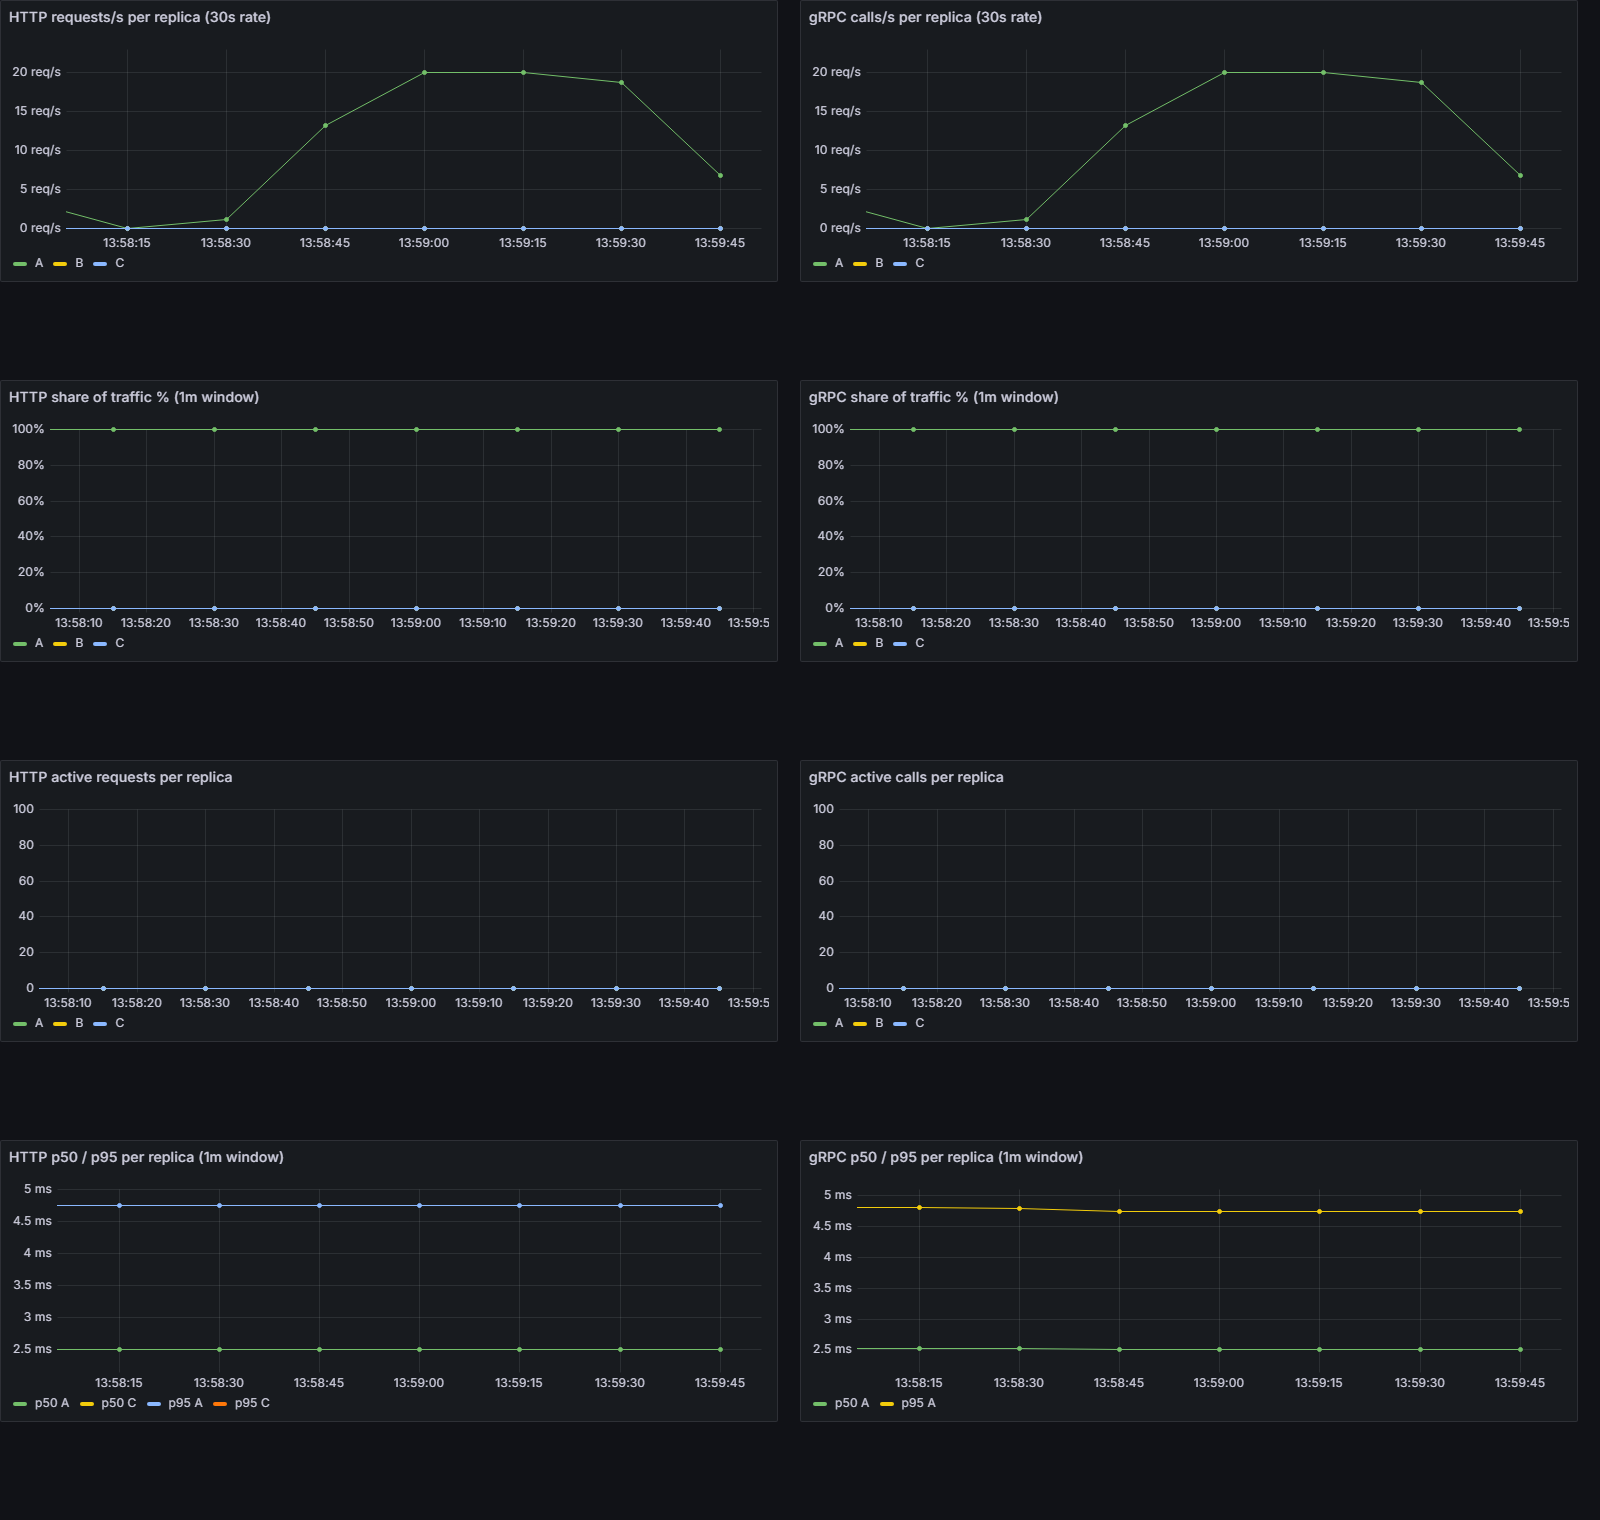 HTTP requests/s per replica (30s rate)
20 req/s
15 req/s
10 req/s
5 req/s
0 req/s
13:58:15 13:58:30 13:58:45 13:59:00 13:59:15 13:59:30 13:59:45
A B C
gRPC calls/s per replica (30s rate)
20 req/s
15 req/s
10 req/s
5 req/s
0 req/s
13:58:15 13:58:30 13:58:45 13:59:00 13:59:15 13:59:30 13:59:45
A B C
HTTP share of traffic % (1m window)
100%
80%
60%
40%
20%
0%
13:58:10 13:58:20 13:58:30 13:58:40 13:58:50 13:59:00 13:59:10 13:59:20 13:59:30 13:59:40 13:59:5
A B C
gRPC share of traffic % (1m window)
100%
80%
60%
40%
20%
0%
13:58:10 13:58:20 13:58:30 13:58:40 13:58:50 13:59:00 13:59:10 13:59:20 13:59:30 13:59:40 13:59:5
A B C
HTTP active requests per replica
100
80
60
40
20
0
13:58:10 13:58:20 13:58:30 13:58:40 13:58:50 13:59:00 13:59:10 13:59:20 13:59:30 13:59:40 13:59:5
A B C
gRPC active calls per replica
100
80
60
40
20
0
13:58:10 13:58:20 13:58:30 13:58:40 13:58:50 13:59:00 13:59:10 13:59:20 13:59:30 13:59:40 13:59:5
A B C
HTTP p50 / p95 per replica (1m window)
5 ms
4.5 ms
4 ms
3.5 ms
3 ms
2.5 ms
13:58:15 13:58:30 13:58:45 13:59:00 13:59:15 13:59:30 13:59:45
p50 A p50 C p95 A p95 C
gRPC p50 / p95 per replica (1m window)
5 ms
4.5 ms
4 ms
3.5 ms
3 ms
2.5 ms
13:58:15 13:58:30 13:58:45 13:59:00 13:59:15 13:59:30 13:59:45
p50 A p95 A